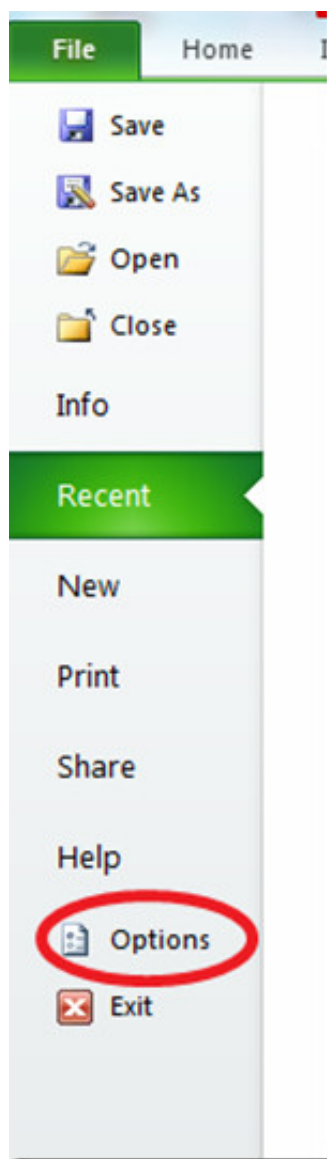 File Home
Save
Save As
Open
Close
Info
Recent
New
Print
Share
Help
Options
Exit